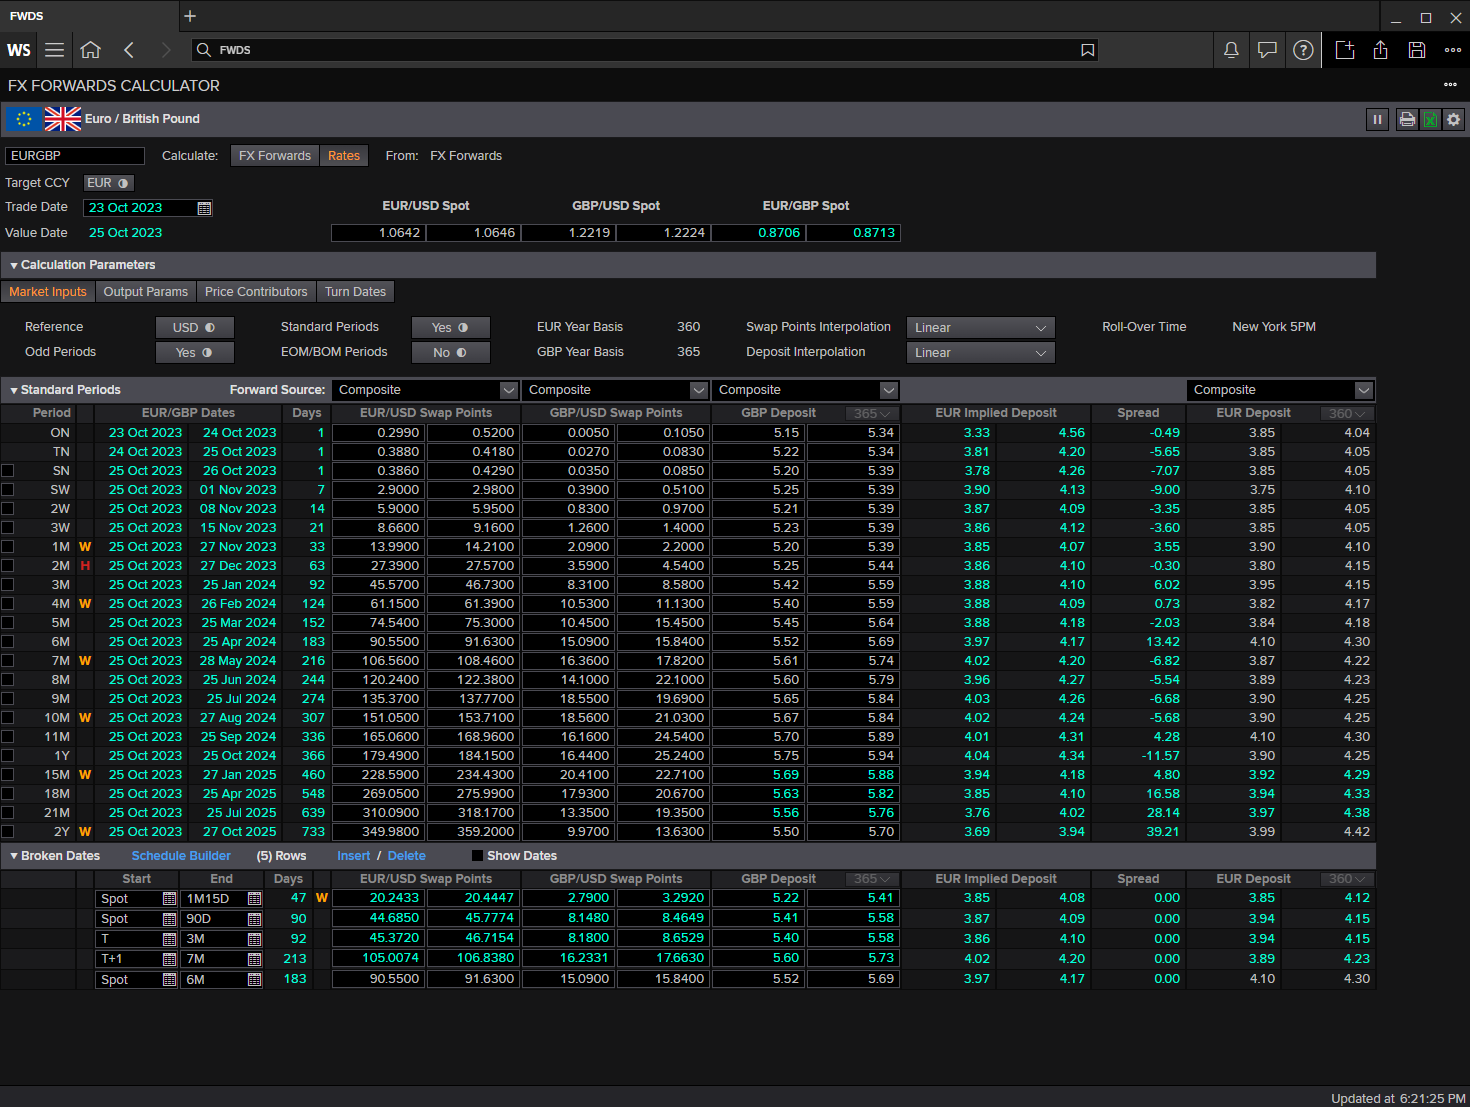 FWDS
WS FWDS
FX FORWARDS CALCULATOR
Euro / British Pound
EURGBP Calculate: FX Forwards Rates From: FX Forwards
Target CCY EUR
Trade Date 23 Oct 2023 EUR/USD Spot GBP/USD Spot EUR/GBP Spot
Value Date 25 Oct 2023 1.0642 1.0646 1.2219 1.2224 0.8706 0.8713
Calculation Parameters
Market Inputs Output Params Price Contributors Turn Dates
Reference USD Standard Periods Yes EUR Year Basis 360 Swap Points Interpolation Linear Roll-Over Time New York 5PM
Odd Periods Yes EOM/BOM Periods No GBP Year Basis 365 Deposit Interpolation Linear
Standard Periods Forward Source: Composite Composite Composite Composite
Period EUR/GBP Dates Days EUR/USD Swap Points GBP/USD Swap Points GBP Deposit 365 EUR Implied Deposit Spread EUR Deposit 360
ON 23 Oct 2023 24 Oct 2023 1 0.2990 0.5200 0.0050 0.1050 5.15 5.34 3.33 4.56 -0.49 3.85 4.04
TN 24 Oct 2023 25 Oct 2023 1 0.3880 0.4180 0.0270 0.0830 5.22 5.34 3.81 4.20 -5.65 3.85 4.05
SN 25 Oct 2023 26 Oct 2023 1 0.3860 0.4290 0.0350 0.0850 5.20 5.39 3.78 4.26 -7.07 3.85 4.05
SW 25 Oct 2023 01 Nov 2023 7 2.9000 2.9800 0.3900 0.5100 5.25 5.39 3.90 4.13 -9.00 3.75 4.10
2W 25 Oct 2023 08 Nov 2023 14 5.9000 5.9500 0.8300 0.9700 5.21 5.39 3.87 4.09 -3.35 3.85 4.05
3W 25 Oct 2023 15 Nov 2023 21 8.6600 9.1600 1.2600 1.4000 5.23 5.39 3.86 4.12 -3.60 3.85 4.05
1M W 25 Oct 2023 27 Nov 2023 33 13.9900 14.2100 2.0900 2.2000 5.20 5.39 3.85 4.07 3.55 3.90 4.10
2M H 25 Oct 2023 27 Dec 2023 63 27.3900 27.5700 3.5900 4.5400 5.25 5.44 3.86 4.10 -0.30 3.80 4.15
3M 25 Oct 2023 25 Jan 2024 92 45.5700 46.7300 8.3100 8.5800 5.42 5.59 3.88 4.10 6.02 3.95 4.15
4M W 25 Oct 2023 26 Feb 2024 124 61.1500 61.3900 10.5300 11.1300 5.40 5.59 3.88 4.09 0.73 3.82 4.17
5M 25 Oct 2023 25 Mar 2024 152 74.5400 75.3000 10.4500 15.4500 5.45 5.64 3.88 4.18 -2.03 3.84 4.18
6M 25 Oct 2023 25 Apr 2024 183 90.5500 91.6300 15.0900 15.8400 5.52 5.69 3.97 4.17 13.42 4.10 4.30
7M W 25 Oct 2023 28 May 2024 216 106.5600 108.4600 16.3600 17.8200 5.61 5.74 4.02 4.20 -6.82 3.87 4.22
8M 25 Oct 2023 25 Jun 2024 244 120.2400 122.3800 14.1000 22.1000 5.60 5.79 3.96 4.27 -5.54 3.89 4.23
9M 25 Oct 2023 25 Jul 2024 274 135.3700 137.7700 18.5500 19.6900 5.65 5.84 4.03 4.26 -6.68 3.90 4.25
10M W 25 Oct 2023 27 Aug 2024 307 151.0500 153.7100 18.5600 21.0300 5.67 5.84 4.02 4.24 -5.68 3.90 4.25
11M 25 Oct 2023 25 Sep 2024 336 165.0600 168.9600 16.1600 24.5400 5.70 5.89 4.01 4.31 4.28 4.10 4.30
1Y 25 Oct 2023 25 Oct 2024 366 179.4900 184.1500 16.4400 25.2400 5.75 5.94 4.04 4.34 -11.57 3.90 4.25
15M W 25 Oct 2023 27 Jan 2025 460 228.5900 234.4300 20.4100 22.7100 5.69 5.88 3.94 4.18 4.80 3.92 4.29
18M 25 Oct 2023 25 Apr 2025 548 269.0500 275.9900 17.9300 20.6700 5.63 5.82 3.85 4.10 16.58 3.94 4.33
21M 25 Oct 2023 25 Jul 2025 639 310.0900 318.1700 13.3500 19.3500 5.56 5.76 3.76 4.02 28.14 3.97 4.38
2Y W 25 Oct 2023 27 Oct 2025 733 349.9800 359.2000 9.9700 13.6300 5.50 5.70 3.69 3.94 39.21 3.99 4.42
Broken Dates Schedule Builder (5) Rows Insert / Delete Show Dates
Start End Days EUR/USD Swap Points GBP/USD Swap Points GBP Deposit 365 EUR Implied Deposit Spread EUR Deposit 360
Spot 1M15D 47 W 20.2433 20.4447 2.7900 3.2920 5.22 5.41 3.85 4.08 0.00 3.85 4.12
Spot 90D 90 44.6850 45.7774 8.1480 8.4649 5.41 5.58 3.87 4.09 0.00 3.94 4.15
T 3M 92 45.3720 46.7154 8.1800 8.6529 5.40 5.58 3.86 4.10 0.00 3.94 4.15
T+1 7M 213 105.0074 106.8380 16.2331 17.6630 5.60 5.73 4.02 4.20 0.00 3.89 4.23
Spot 6M 183 90.5500 91.6300 15.0900 15.8400 5.52 5.69 3.97 4.17 0.00 4.10 4.30
Updated at 6:21:25 PM